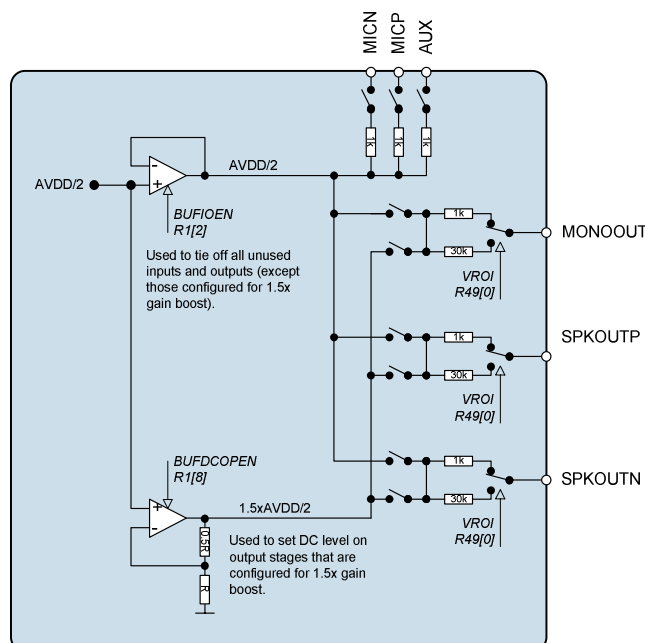 MICN
MICP
AUX
1k
1k
1k
AVDD/2
AVDD/2
-
+
BUFIOEN
R1[2]
Used to tie off all unused
inputs and outputs (except
those configured for 1.5x
gain boost).
1k
30k
MONOOUT
VROI
R49[0]
1k
30k
SPKOUTP
VROI
R49[0]
1k
30k
SPKOUTN
VROI
R49[0]
BUFDCOPEN
R1[8]
+
-
1.5xAVDD/2
0.5R
R
Used to set DC level on
output stages that are
configured for 1.5x gain
boost.